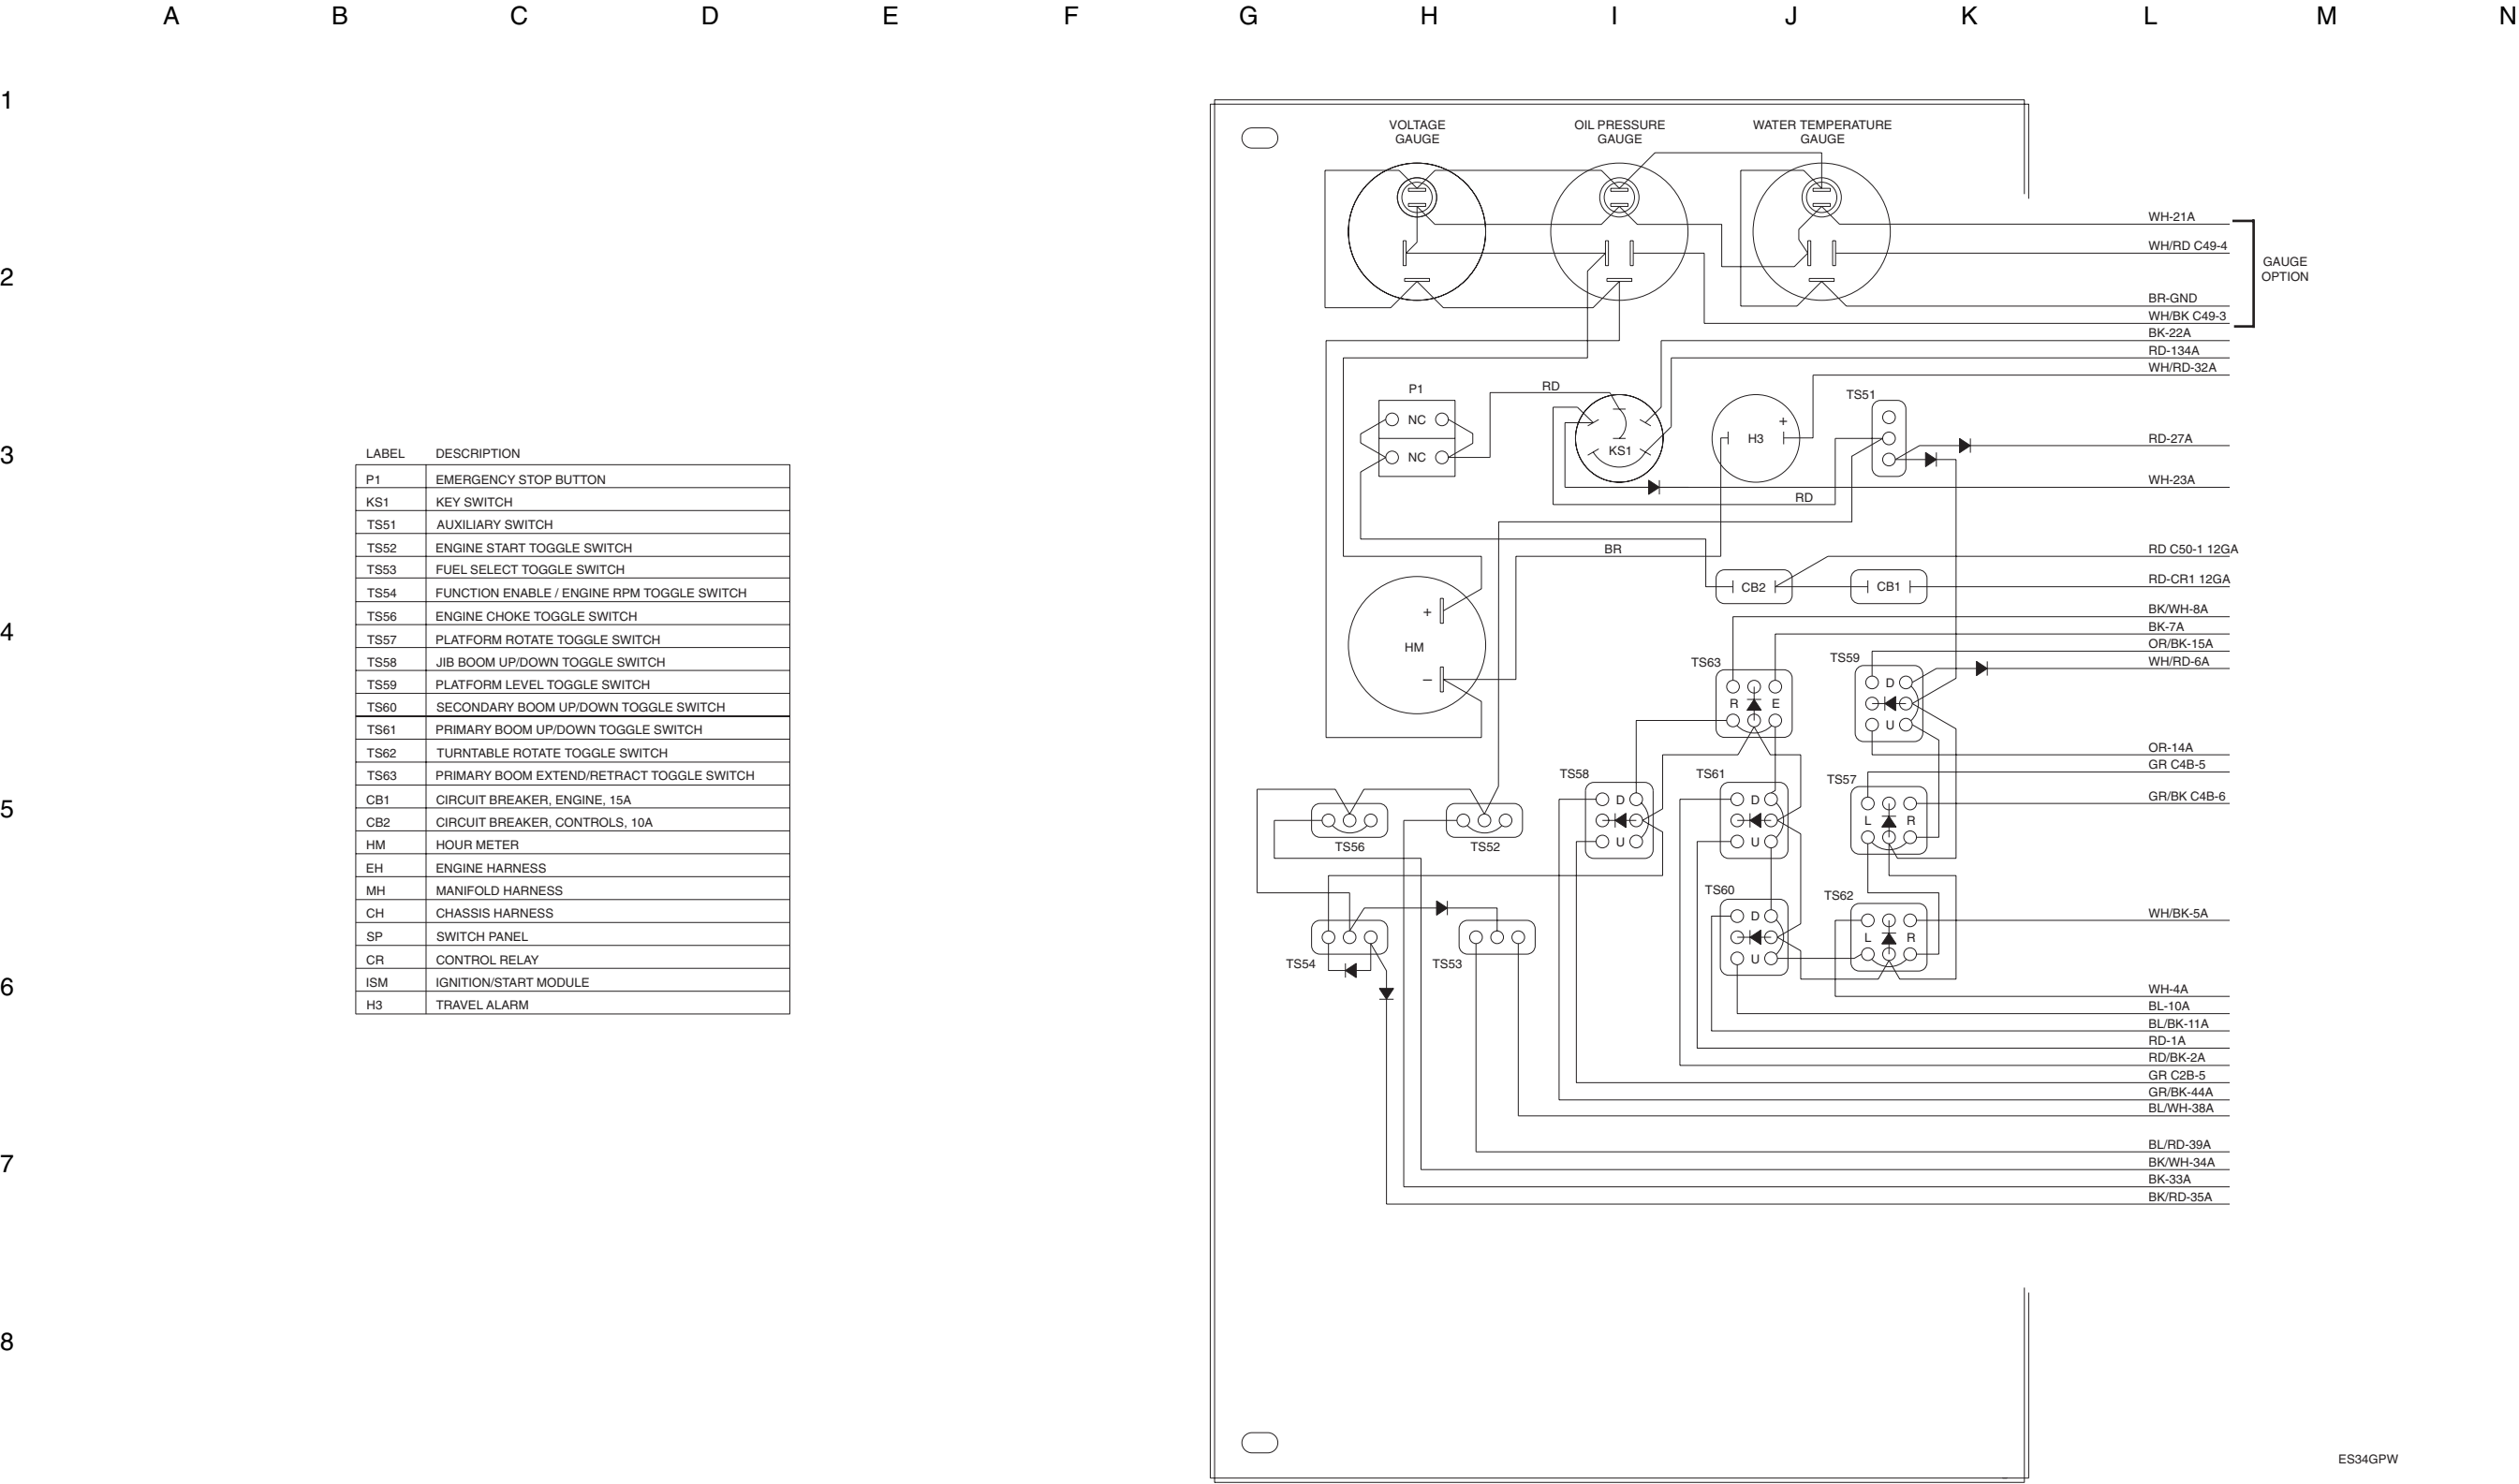 A B C D E F G H I J K L M N
1
2
3
4
5
6
7
8
LABEL DESCRIPTION
P1 EMERGENCY STOP BUTTON
KS1 KEY SWITCH
TS51 AUXILIARY SWITCH
TS52 ENGINE START TOGGLE SWITCH
TS53 FUEL SELECT TOGGLE SWITCH
TS54 FUNCTION ENABLE / ENGINE RPM TOGGLE SWITCH
TS56 ENGINE CHOKE TOGGLE SWITCH
TS57 PLATFORM ROTATE TOGGLE SWITCH
TS58 JIB BOOM UP/DOWN TOGGLE SWITCH
TS59 PLATFORM LEVEL TOGGLE SWITCH
TS60 SECONDARY BOOM UP/DOWN TOGGLE SWITCH
TS61 PRIMARY BOOM UP/DOWN TOGGLE SWITCH
TS62 TURNTABLE ROTATE TOGGLE SWITCH
TS63 PRIMARY BOOM EXTEND/RETRACT TOGGLE SWITCH
CB1 CIRCUIT BREAKER, ENGINE, 15A
CB2 CIRCUIT BREAKER, CONTROLS, 10A
HM HOUR METER
EH ENGINE HARNESS
MH MANIFOLD HARNESS
CH CHASSIS HARNESS
SP SWITCH PANEL
CR CONTROL RELAY
ISM IGNITION/START MODULE
H3 TRAVEL ALARM
VOLTAGE
GAUGE
OIL PRESSURE
GAUGE
WATER TEMPERATURE
GAUGE
WH-21A
WH/RD C49-4
GAUGE
OPTION
BR-GND
WH/BK C49-3
BK-22A
RD-134A
WH/RD-32A
P1
RD
TS51
NC
NC
KS1
H3
+
RD-27A
WH-23A
RD
BR
RD C50-1 12GA
CB2
CB1
RD-CR1 12GA
+
HM
−
BK/WH-8A
BK-7A
OR/BK-15A
WH/RD-6A
TS63
R E
TS59
D
U
OR-14A
GR C4B-5
TS58
D
U
TS61
D
U
TS57
L R
GR/BK C4B-6
TS56
TS52
TS60
D
U
TS62
L R
WH/BK-5A
TS54
TS53
WH-4A
BL-10A
BL/BK-11A
RD-1A
RD/BK-2A
GR C2B-5
GR/BK-44A
BL/WH-38A
BL/RD-39A
BK/WH-34A
BK-33A
BK/RD-35A
ES34GPW